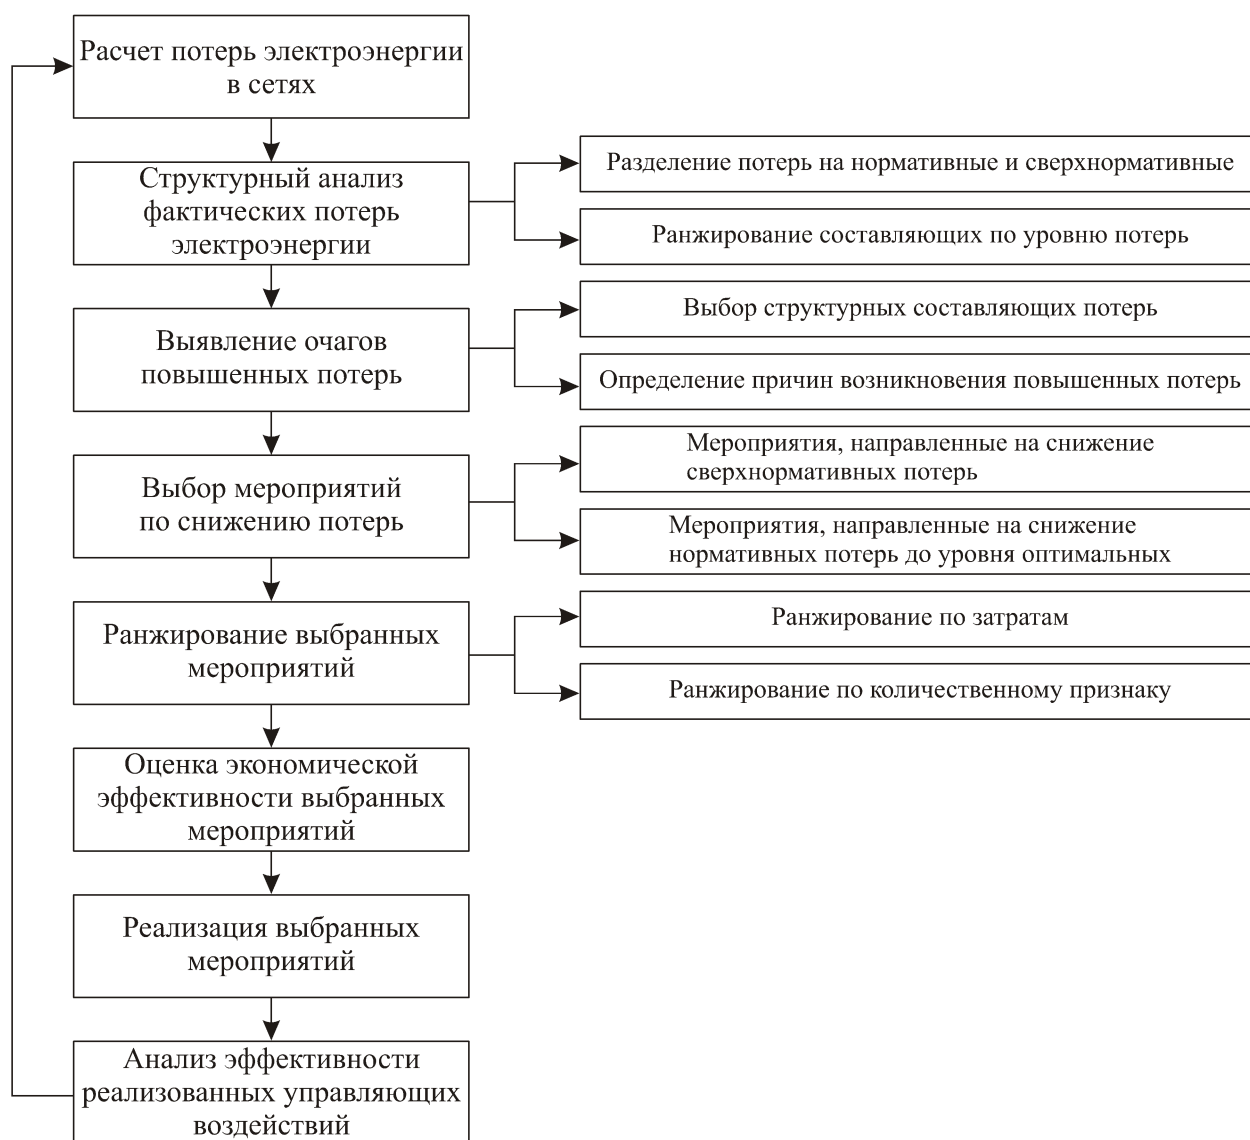 Расчет потерь электроэнергии
в сетях
Структурный анализ
фактических потерь
электроэнергии
Разделение потерь на нормативные и сверхнормативные
Ранжирование составляющих по уровню потерь
Выявление очагов
повышенных потерь
Выбор структурных составляющих потерь
Определение причин возникновения повышенных потерь
Выбор мероприятий
по снижению потерь
Мероприятия, направленные на снижение
сверхнормативных потерь
Мероприятия, направленные на снижение
нормативных потерь до уровня оптимальных
Ранжирование выбранных
мероприятий
Ранжирование по затратам
Ранжирование по количественному признаку
Оценка экономической
эффективности выбранных
мероприятий
Реализация выбранных
мероприятий
Анализ эффективности
реализованных управляющих
воздействий